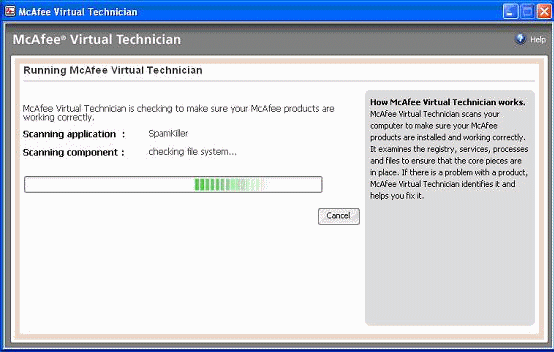 McAfee Virtual Technician
McAfee® Virtual Technician
Help
Running McAfee Virtual Technician
McAfee Virtual Technician is checking to make sure your McAfee products are
working correctly.
Scanning application : SpamKiller
Scanning component : checking file system...
Cancel
How McAfee Virtual Technician works.
McAfee Virtual Technician scans your
computer to make sure your McAfee
products are installed and working correctly.
It examines the registry, services, processes
and files to ensure that the core pieces are
in place. If there is a problem with a product,
McAfee Virtual Technician identifies it and
helps you fix it.